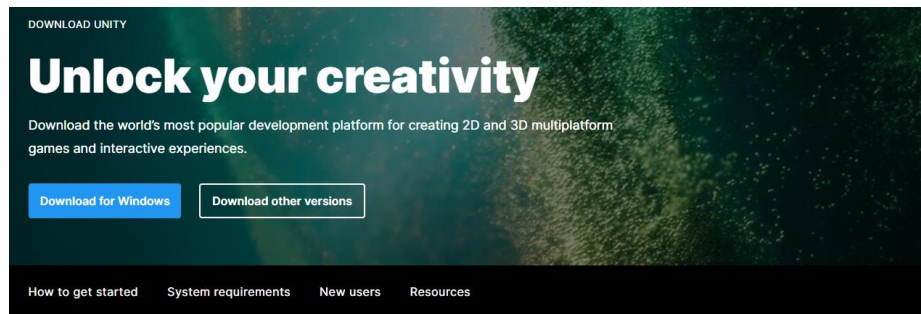 DOWNLOAD UNITY
Unlock your creativity
Download the world's most popular development platform for creating 2D and 3D multiplatform
games and interactive experiences.
Download for Windows
Download other versions
How to get started
System requirements
New users
Resources